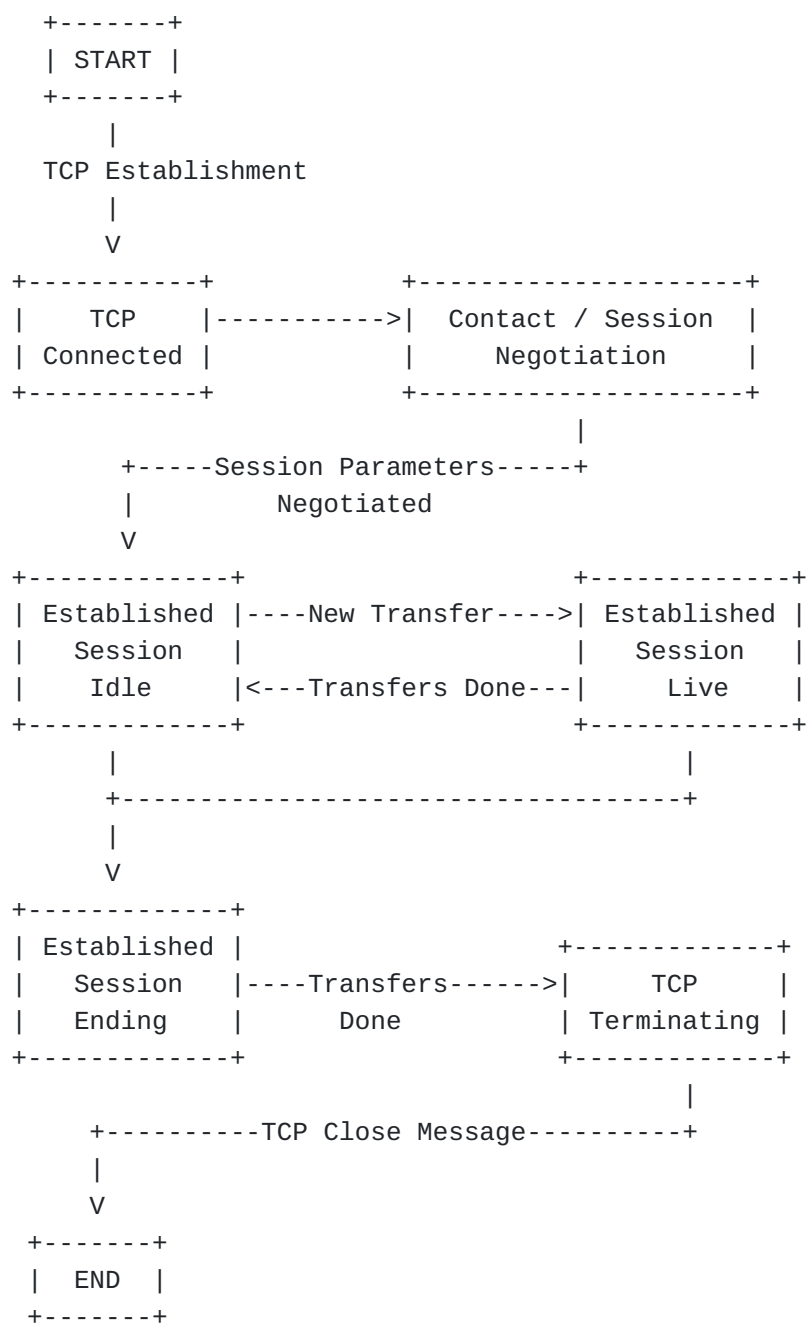 +-------+
| START |
+-------+
|
TCP Establishment
|
V
+-----------+            +---------------------+
|    TCP    |----------->|  Contact / Session  |
| Connected |            |     Negotiation     |
+-----------+            +---------------------+
|
+-----Session Parameters-----+
|         Negotiated
V
+-------------+                     +-------------+
| Established |----New Transfer---->| Established |
|   Session   |                     |   Session   |
|    Idle     |<---Transfers Done---|     Live    |
+-------------+                     +-------------+
|                                    |
+------------------------------------+
|
V
+-------------+
| Established |                    +-------------+
|   Session   |----Transfers------>|     TCP     |
|   Ending    |      Done          | Terminating |
+-------------+                    +-------------+
|
+----------TCP Close Message----------+
|
V
+-------+
|  END  |
+-------+